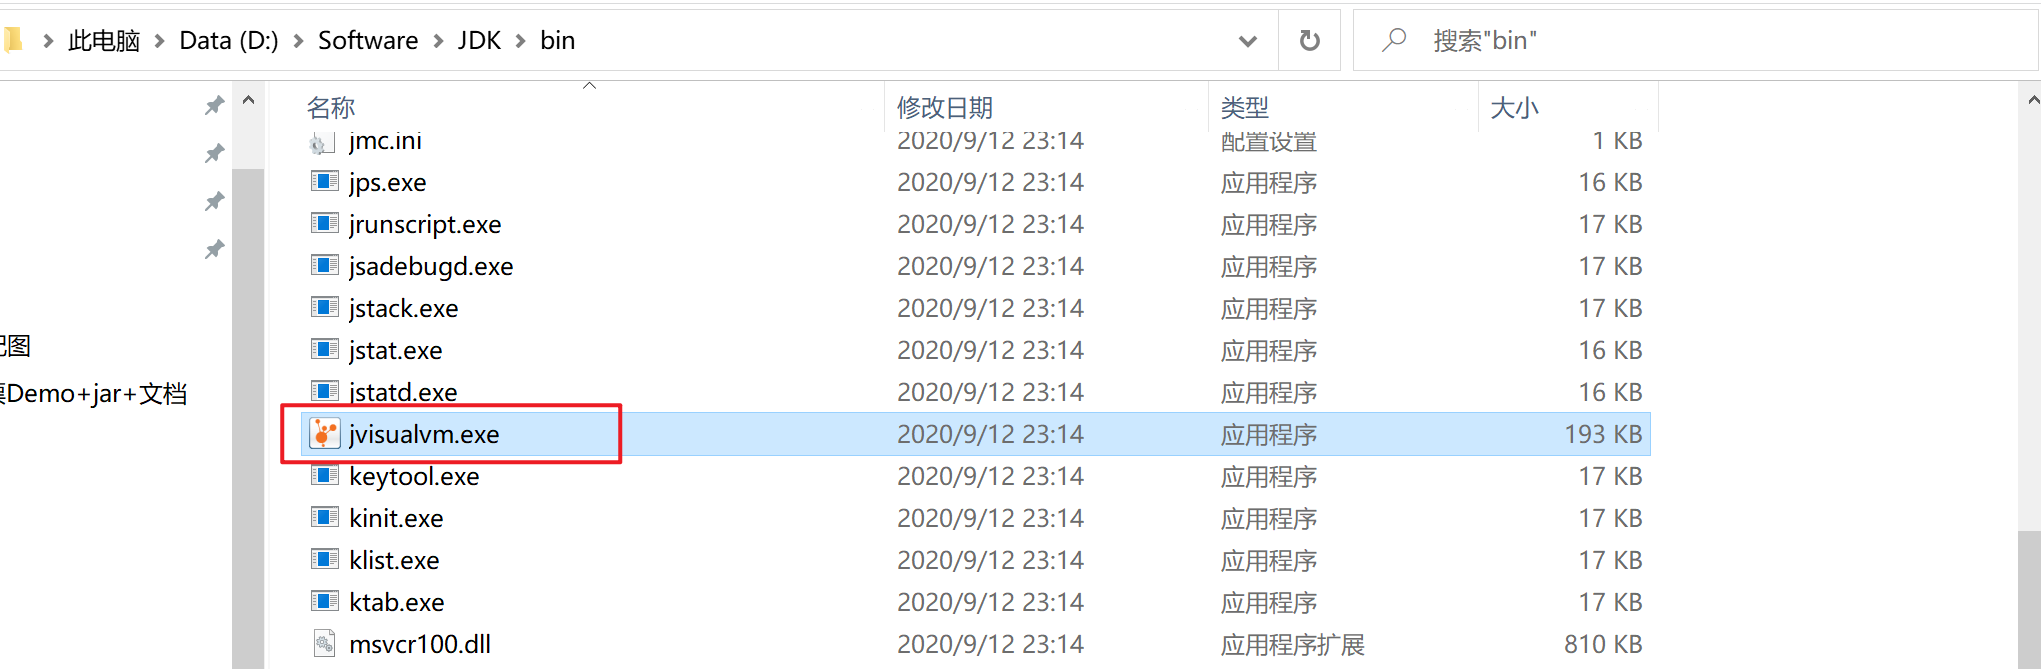 此电脑 Data (D:) Software JDK bin 搜索"bin"
名称 修改日期 类型 大小
jmc.ini 2020/9/12 23:14 配置设置 1 KB
jps.exe 2020/9/12 23:14 应用程序 16 KB
jrunscript.exe 2020/9/12 23:14 应用程序 17 KB
jsadebugd.exe 2020/9/12 23:14 应用程序 17 KB
jstack.exe 2020/9/12 23:14 应用程序 17 KB
图
jstat.exe 2020/9/12 23:14 应用程序 16 KB
Demo+jar+文档
jstatd.exe 2020/9/12 23:14 应用程序 16 KB
jvisualvm.exe 2020/9/12 23:14 应用程序 193 KB
keytool.exe 2020/9/12 23:14 应用程序 17 KB
kinit.exe 2020/9/12 23:14 应用程序 17 KB
klist.exe 2020/9/12 23:14 应用程序 17 KB
ktab.exe 2020/9/12 23:14 应用程序 17 KB
msvcr100.dll 2020/9/12 23:14 应用程序扩展 810 KB